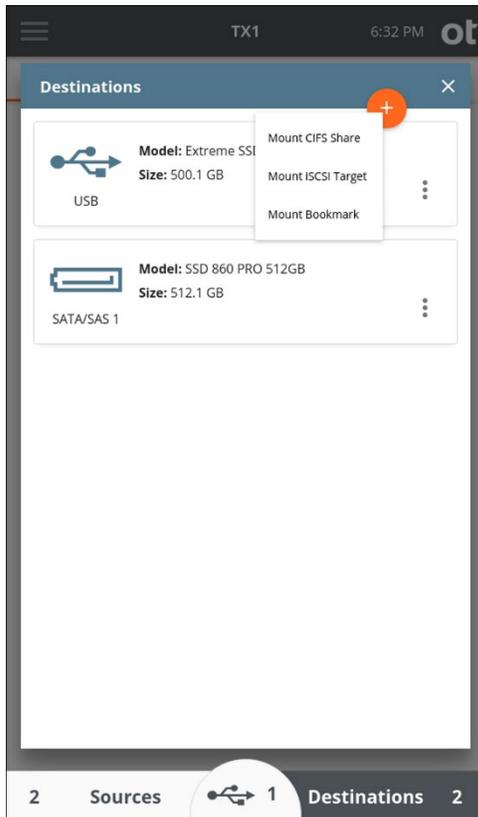 TX1
6:32 PM
ot
Destinations
Mount CIFS Share
Mount iSCSI Target
Mount Bookmark
Model: Extreme SSD
Size: 500.1 GB
USB
Model: SSD 860 PRO 512GB
Size: 512.1 GB
SATA/SAS 1
2 Sources 1 Destinations 2